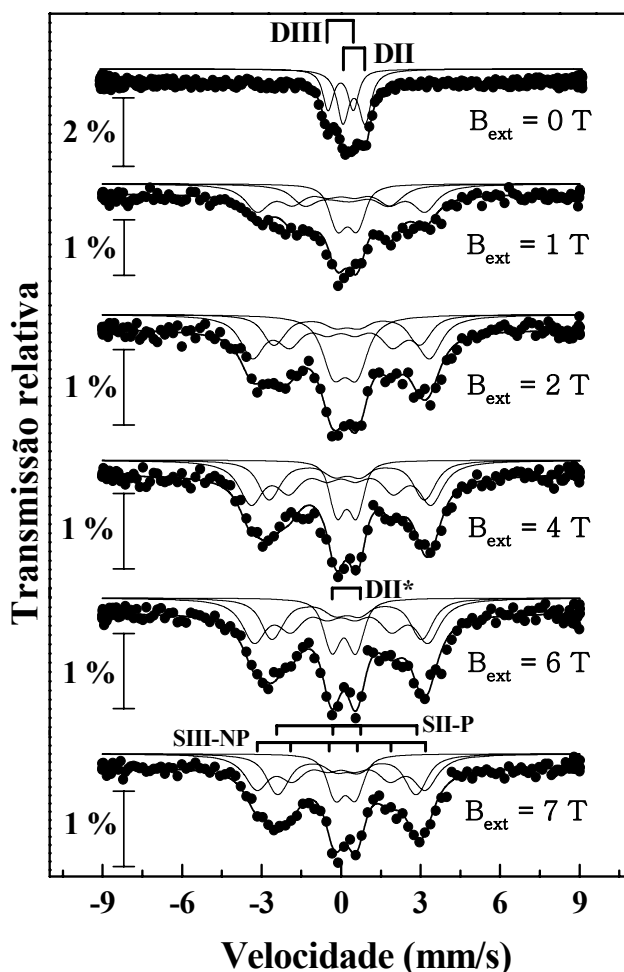 DIII
DII
2 %
B_ext = 0 T
1 %
B_ext = 1 T
1 %
B_ext = 2 T
1 %
B_ext = 4 T
DII*
1 %
B_ext = 6 T
SII-P
SIII-NP
1 %
B_ext = 7 T
Transmissão relativa
-9 -6 -3 0 3 6 9
Velocidade (mm/s)